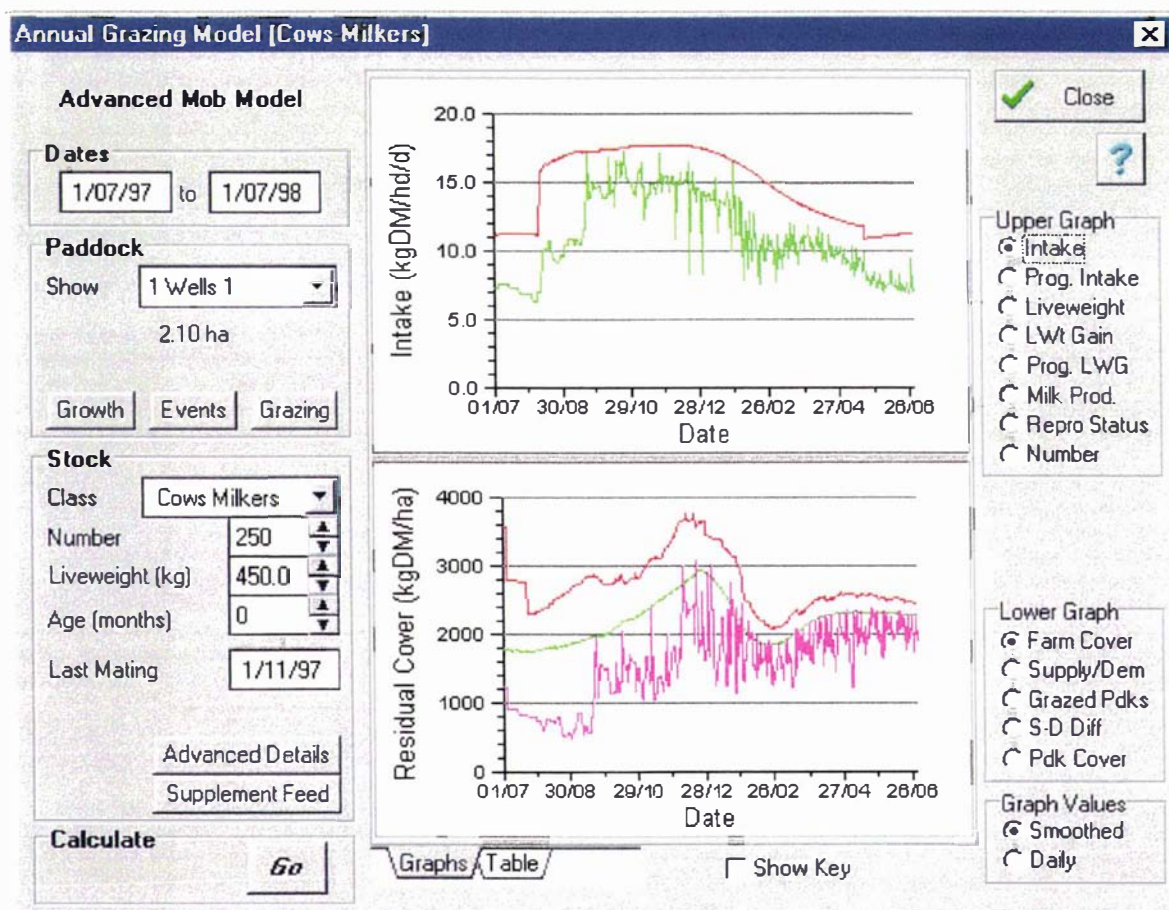 Annual Grazing Model [Cows Milkers]
Advanced Mob Model
Dates
1/07/97 to 1/07/98
Paddock
Show 1 Wells 1
2.10 ha
Growth Events Grazing
Stock
Class Cows Milkers
Number 250
Liveweight (kg) 450.0
Age (months) 0
Last Mating 1/11/97
Advanced Details
Supplement Feed
Calculate
Go
Intake (kgDM/hd/d)
20.0
15.0
10.0
5.0
0.0
01/07 30/08 29/10 28/12 26/02 27/04 26/06
Date
Residual Cover (kgDM/ha)
4000
3000
2000
1000
0
01/07 30/08 29/10 28/12 26/02 27/04 26/06
Date
Graphs Table
Show Key
Close
?
Upper Graph
Intake
Prog. Intake
Liveweight
LWt Gain
Prog. LWG
Milk Prod.
Repro Status
Number
Lower Graph
Farm Cover
Supply/Dem
Grazed Pdks
S-D Diff
Pdk Cover
Graph Values
Smoothed
Daily